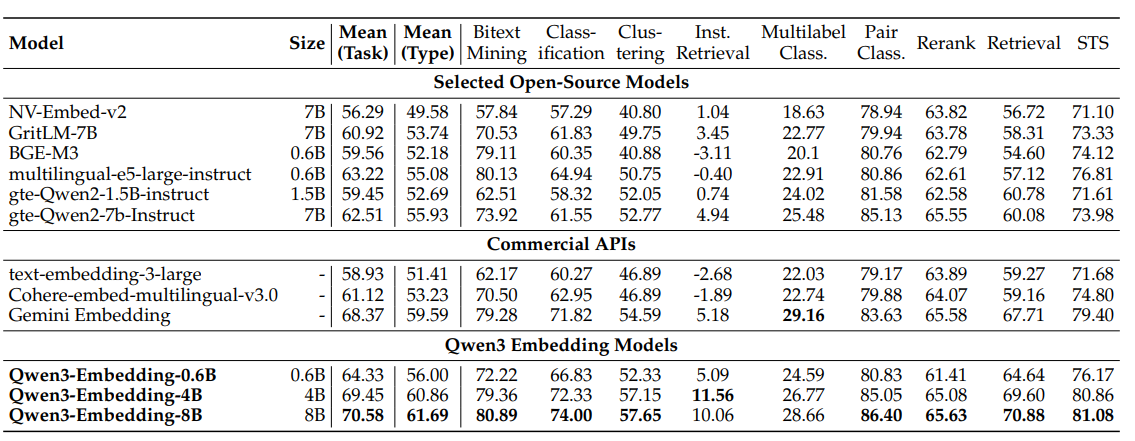 Model Size Mean (Task) Mean (Type) Bitext Mining Class- ification Clus- tering Inst. Retrieval Multilabel Class. Pair Class. Rerank Retrieval STS
Selected Open-Source Models
NV-Embed-v2 7B 56.29 49.58 57.84 57.29 40.80 1.04 18.63 78.94 63.82 56.72 71.10
GritLM-7B 7B 60.92 53.74 70.53 61.83 49.75 3.45 22.77 79.94 63.78 58.31 73.33
BGE-M3 0.6B 59.56 52.18 79.11 60.35 40.88 -3.11 20.1 80.76 62.79 54.60 74.12
multilingual-e5-large-instruct 0.6B 63.22 55.08 80.13 64.94 50.75 -0.40 22.91 80.86 62.61 57.12 76.81
gte-Qwen2-1.5B-instruct 1.5B 59.45 52.69 62.51 58.32 52.05 0.74 24.02 81.58 62.58 60.78 71.61
gte-Qwen2-7b-Instruct 7B 62.51 55.93 73.92 61.55 52.77 4.94 25.48 85.13 65.55 60.08 73.98
Commercial APIs
text-embedding-3-large - 58.93 51.41 62.17 60.27 46.89 -2.68 22.03 79.17 63.89 59.27 71.68
Cohere-embed-multilingual-v3.0 - 61.12 53.23 70.50 62.95 46.89 -1.89 22.74 79.88 64.07 59.16 74.80
Gemini Embedding - 68.37 59.59 79.28 71.82 54.59 5.18 29.16 83.63 65.58 67.71 79.40
Qwen3 Embedding Models
Qwen3-Embedding-0.6B 0.6B 64.33 56.00 72.22 66.83 52.33 5.09 24.59 80.83 61.41 64.64 76.17
Qwen3-Embedding-4B 4B 69.45 60.86 79.36 72.33 57.15 11.56 26.77 85.05 65.08 69.60 80.86
Qwen3-Embedding-8B 8B 70.58 61.69 80.89 74.00 57.65 10.06 28.66 86.40 65.63 70.88 81.08